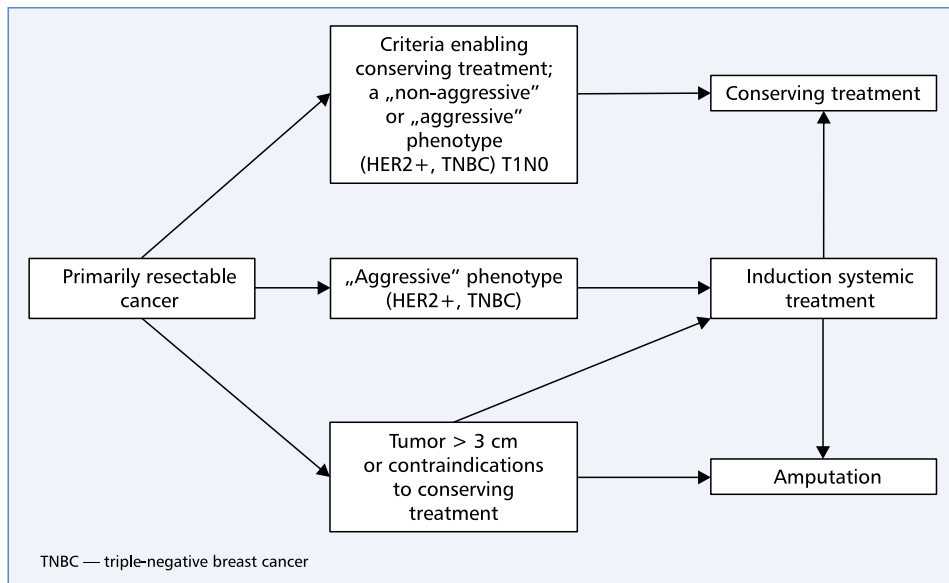 Criteria enabling
conserving treatment;
a „non-aggressive”
or „aggressive”
phenotype
(HER2+, TNBC) T1N0
Conserving treatment
Primarily resectable
cancer
„Aggressive” phenotype
(HER2+, TNBC)
Induction systemic
treatment
Tumor > 3 cm
or contraindications
to conserving
treatment
Amputation
TNBC — triple-negative breast cancer